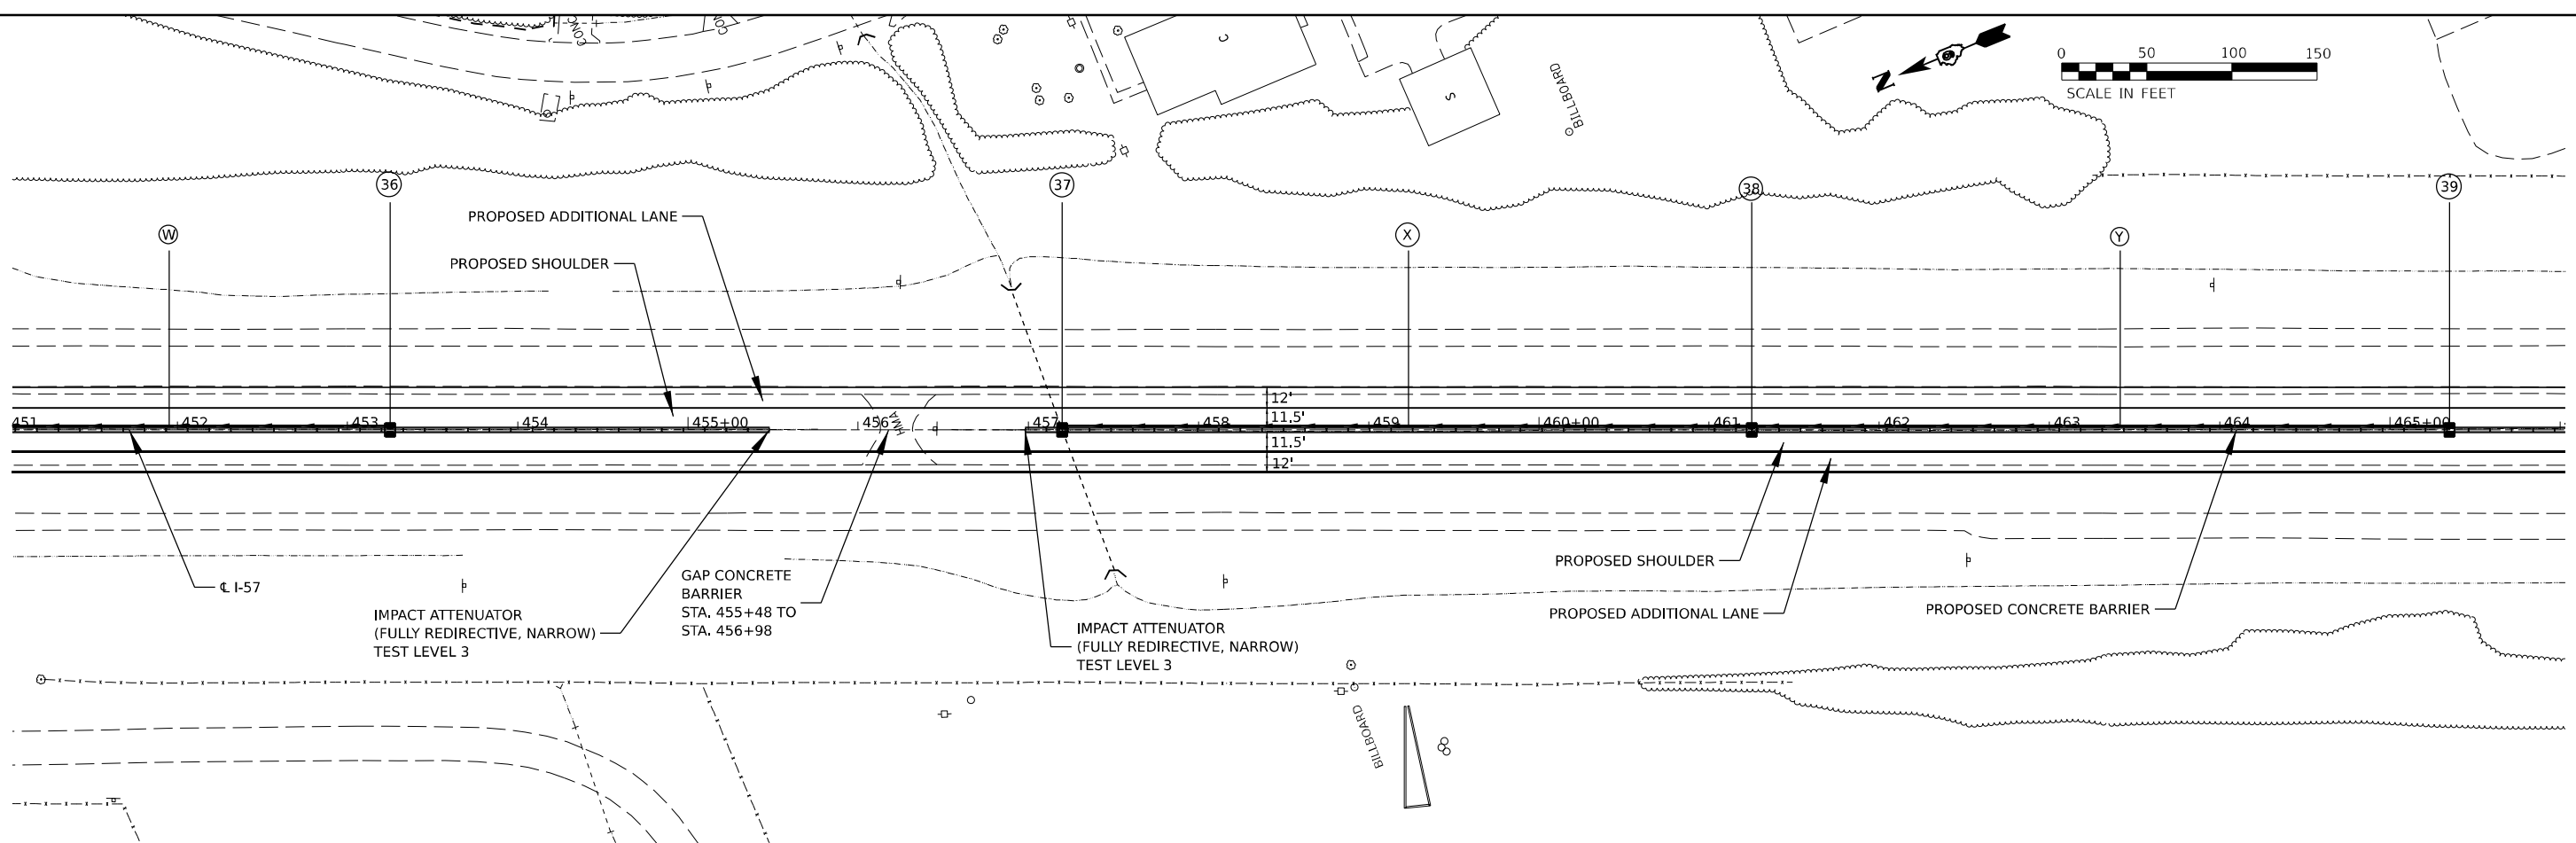 CONC
CON
C
S
BILLBOARD
N
0 50 100 150
SCALE IN FEET
36
37
38
39
W
X
Y
PROPOSED ADDITIONAL LANE
PROPOSED SHOULDER
12'
11.5'
451 452 453 454 455+00 456 457 458 459 460+00 461 462 463 464 465+00
HMA
11.5'
12'
℄ I-57
IMPACT ATTENUATOR
(FULLY REDIRECTIVE, NARROW)
TEST LEVEL 3
GAP CONCRETE
BARRIER
STA. 455+48 TO
STA. 456+98
IMPACT ATTENUATOR
(FULLY REDIRECTIVE, NARROW)
TEST LEVEL 3
PROPOSED SHOULDER
PROPOSED ADDITIONAL LANE
PROPOSED CONCRETE BARRIER
BILLBOARD